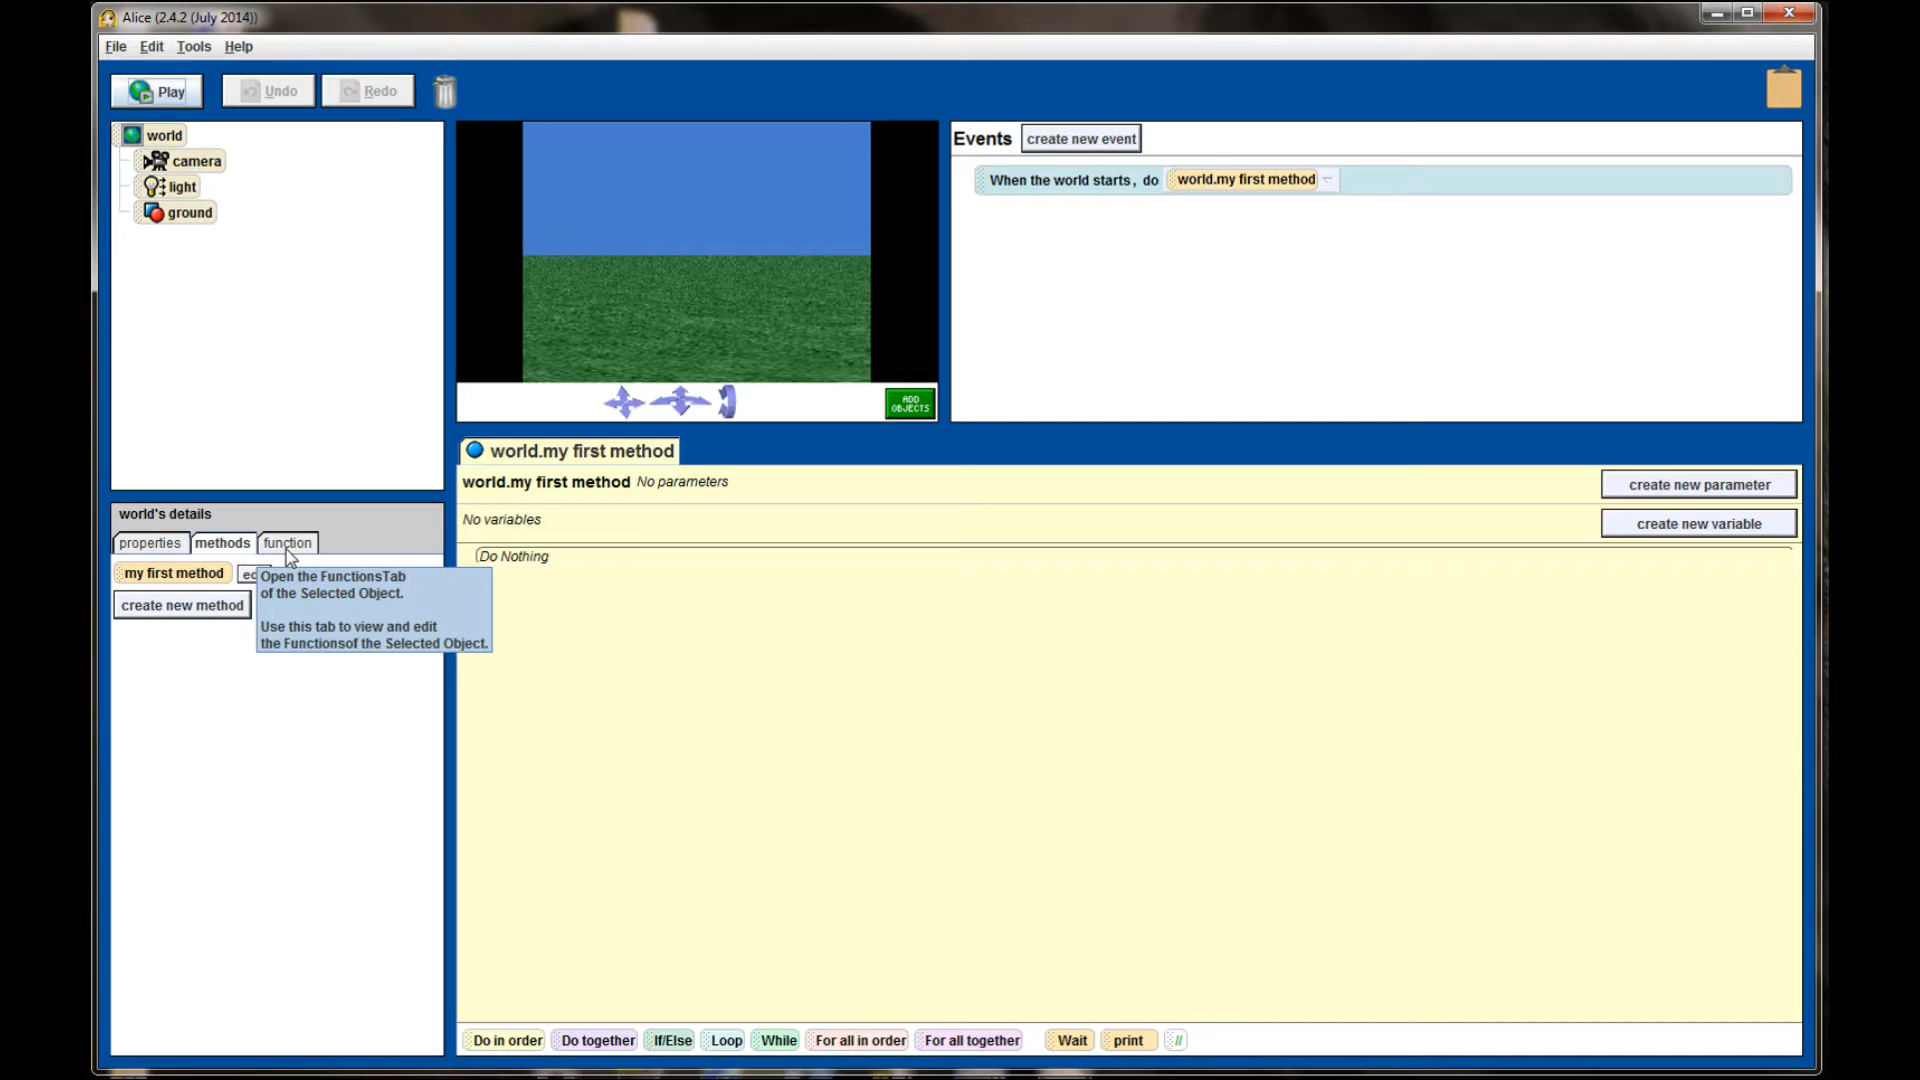 Alice (2.4.2 (July 2014))
File Edit Tools Help
Play Undo Redo
world
camera
light
ground
ADD
OBJECTS
Events create new event
When the world starts, do world.my first method
world's details
properties methods function
my first method
create new method
Open the FunctionsTab
of the Selected Object.
Use this tab to view and edit
the Functionsof the Selected Object.
world.my first method
world.my first method No parameters
create new parameter
No variables
create new variable
Do Nothing
Do in order Do together If/Else Loop While For all in order For all together Wait print //